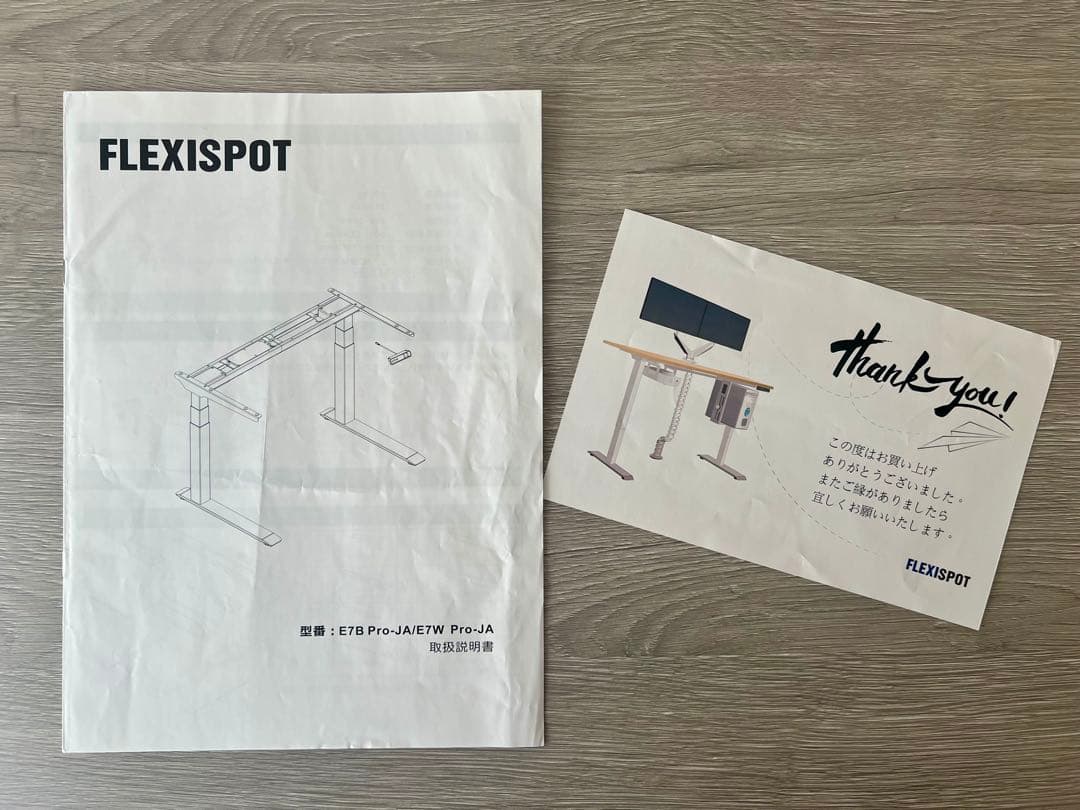 FLEXISPOT
型番：E7B Pro-JA/E7W Pro-JA
取扱説明書
Thank you!
この度はお買い上げ
ありがとうございました。
またご縁がありましたら
宜しくお願いいたします。
FLEXISPOT